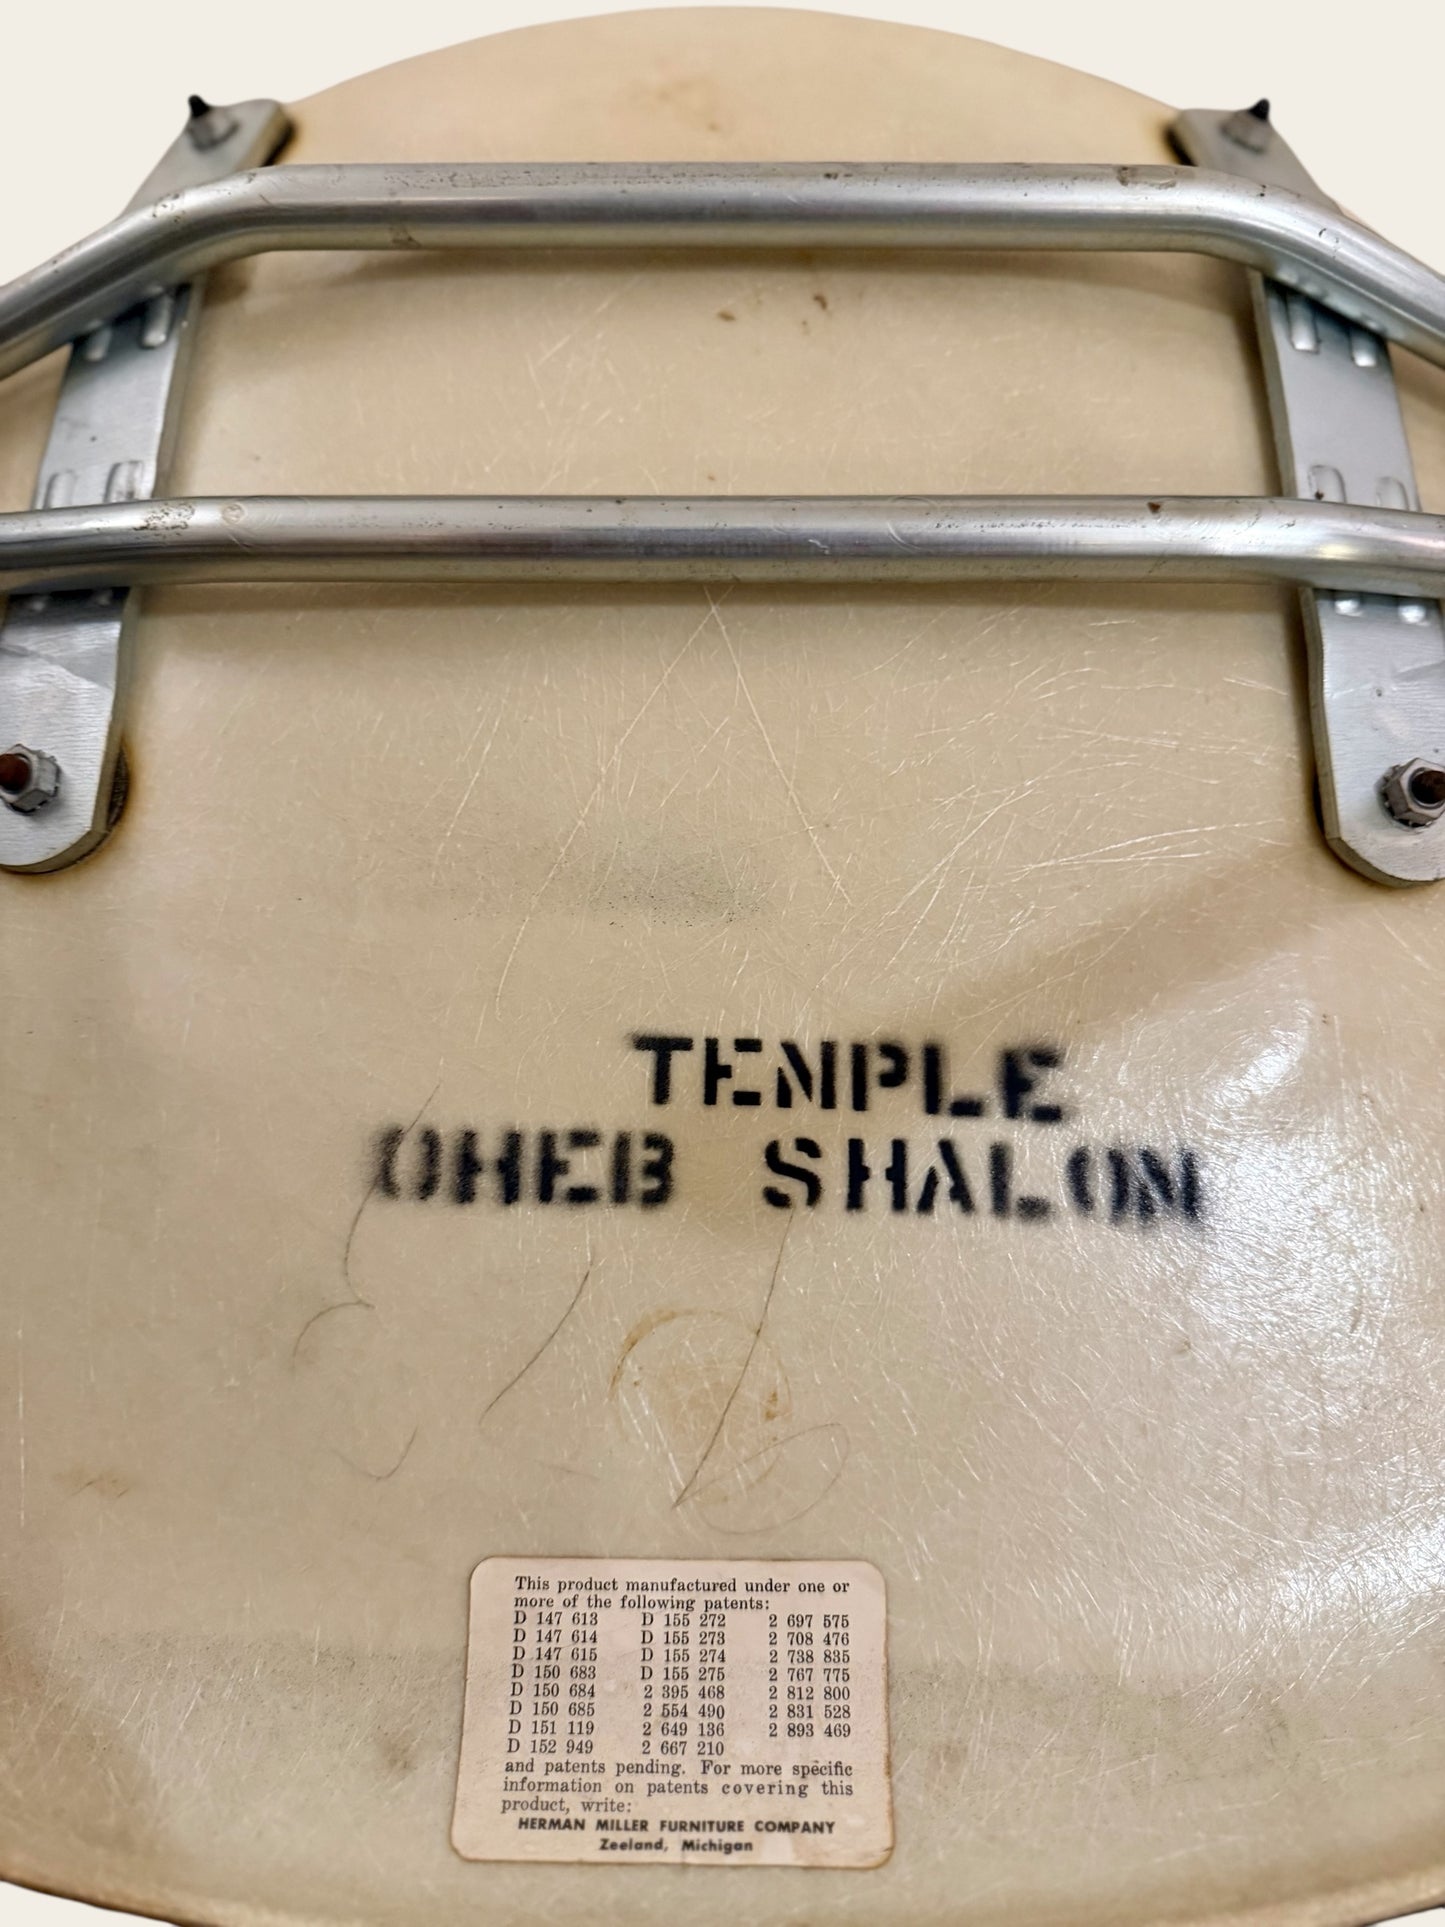 TEMPLE
OHEB SHALOM
This product manufactured under one or
more of the following patents:
D 147 613 D 155 272 2 697 575
D 147 614 D 155 273 2 708 476
D 147 615 D 155 274 2 738 835
D 150 683 D 155 275 2 767 775
D 150 684 2 395 468 2 812 800
D 150 685 2 554 490 2 831 528
D 151 119 2 649 136 2 893 469
D 152 949 2 667 210
and patents pending. For more specific
information on patents covering this
product, write:
HERMAN MILLER FURNITURE COMPANY
Zeeland, Michigan